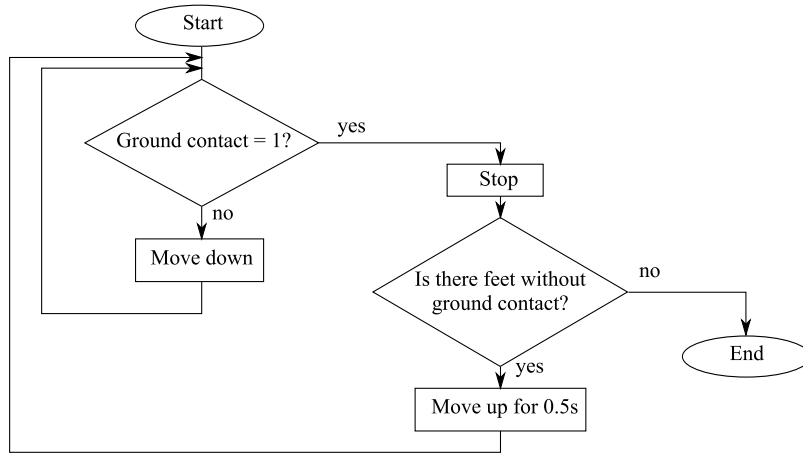 Start
Ground contact = 1?
yes
no
Move down
Stop
Is there feet without
ground contact?
no
End
yes
Move up for 0.5s